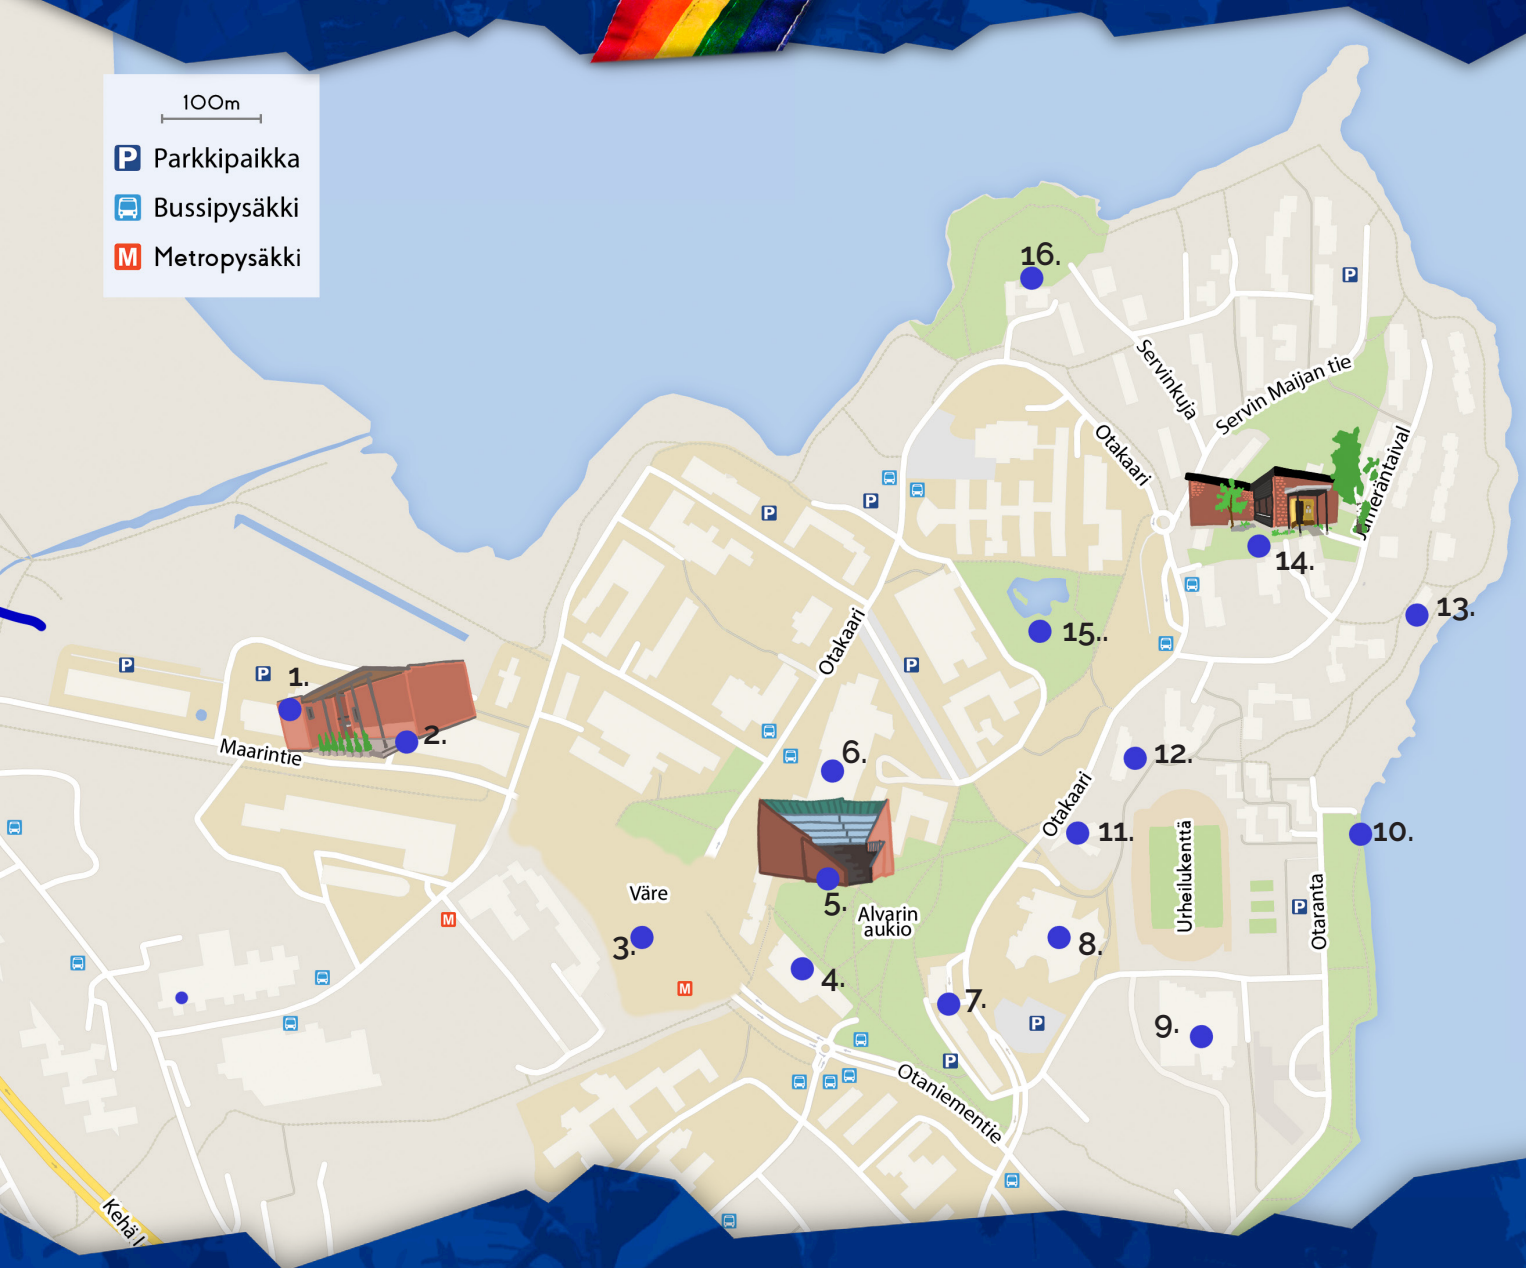 100m
P Parkkipaikka
Bussipysäkki
M Metropysäkki
16.
P
Servinkuja
Servin Maijan tie
Otakaari
Jämeräntaival
P
P
14.
13.
15..
Otakaari
P
P
P
1.
2.
Maarintie
6.
12.
Otakaari
11.
10.
Urheilukenttä
Väre
5.
Alvarin
aukio
P
Otaranta
M
3.
8.
4.
M
7.
P
9.
P
Otaniementie
Kehä I